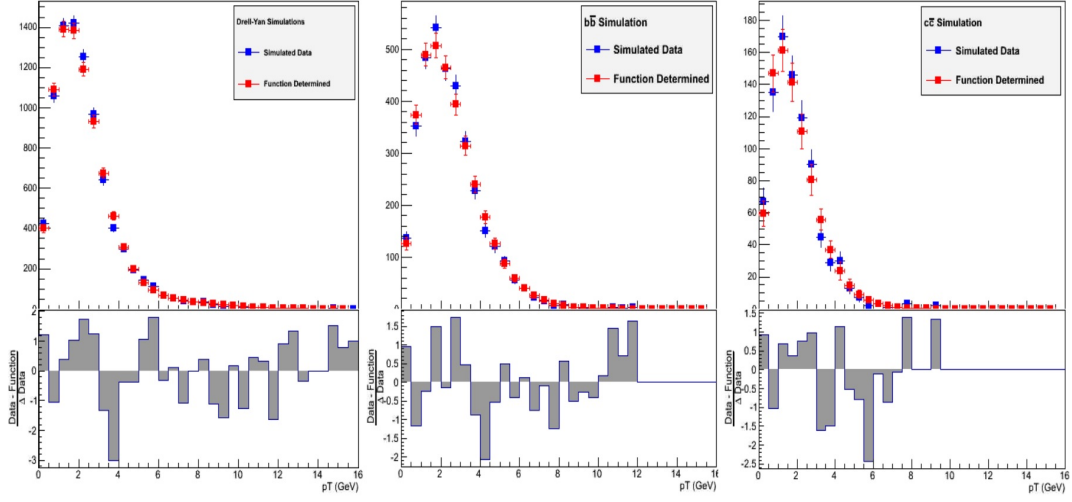 Drell-Yan Simulations
Simulated Data
Function Determined
1400
1200
1000
800
600
400
200
2
1
0
-1
-2
-3
Data - Function
Δ Data
0 2 4 6 8 10 12 14 16
pT (GeV)
bb̅ Simulation
Simulated Data
Function Determined
500
400
300
200
100
1.5
1
0.5
0
-0.5
-1
-1.5
-2
Data - Function
Δ Data
0 2 4 6 8 10 12 14 16
pT (GeV)
cc̅ Simulation
Simulated Data
Function Determined
180
160
140
120
100
80
60
40
20
1.5
1
0.5
0
-0.5
-1
-1.5
-2
-2.5
Data - Function
Δ Data
0 2 4 6 8 10 12 14 16
pT (GeV)